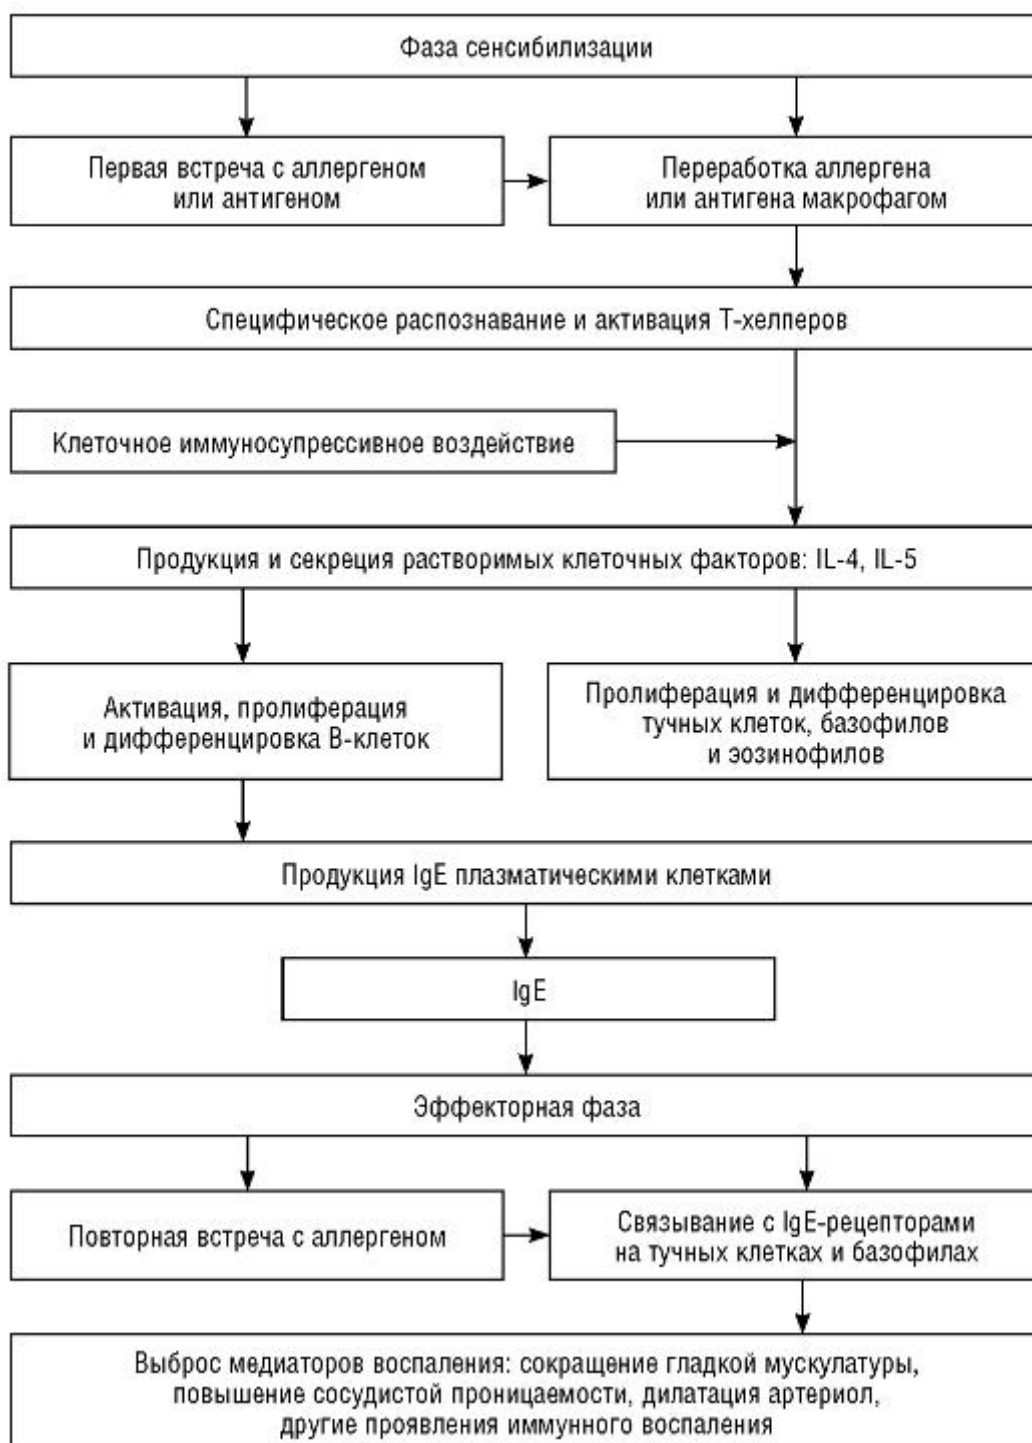 Фаза сенсибилизации
Первая встреча с аллергеном
или антигеном
Переработка аллергена
или антигена макрофагом
Специфическое распознавание и активация Т-хелперов
Клеточное иммуносупрессивное воздействие
Продукция и секреция растворимых клеточных факторов: IL-4, IL-5
Активация, пролиферация
и дифференцировка В-клеток
Пролиферация и дифференцировка
тучных клеток, базофилов
и эозинофилов
Продукция IgE плазматическими клетками
IgE
Эффекторная фаза
Повторная встреча с аллергеном
Связывание с IgE-рецепторами
на тучных клетках и базофилах
Выброс медиаторов воспаления: сокращение гладкой мускулатуры,
повышение сосудистой проницаемости, дилатация артериол,
другие проявления иммунного воспаления